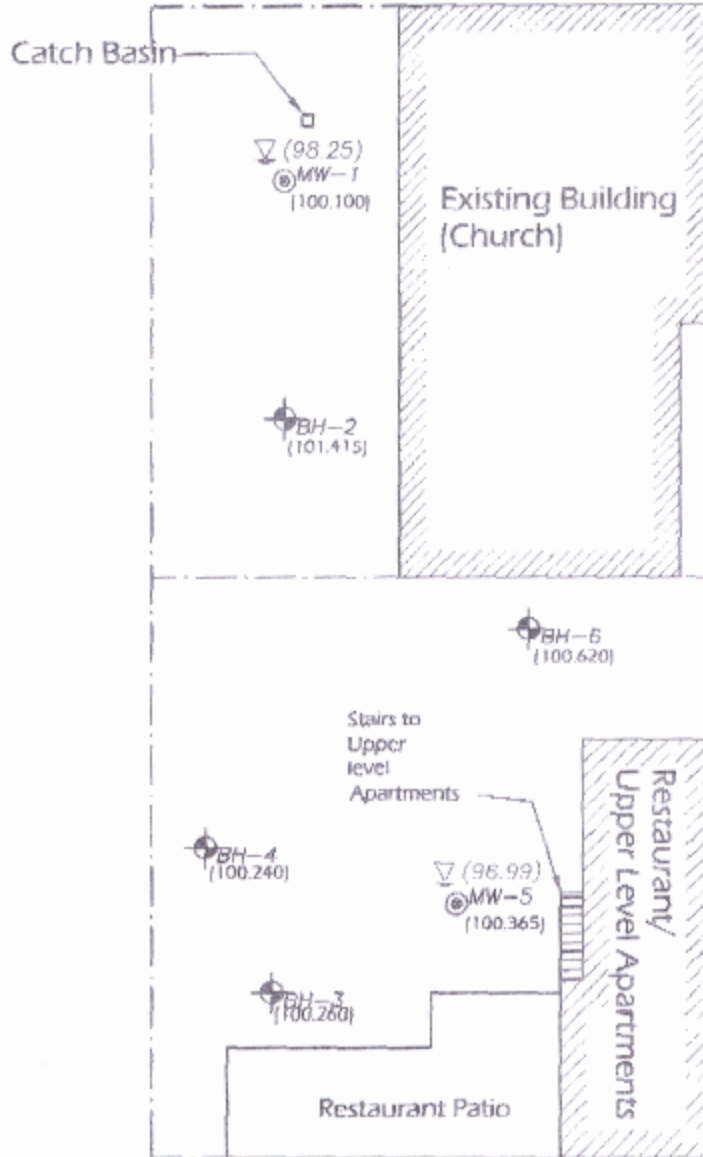 Catch Basin
(98.25)
MW-1
(100.100)
Existing Building
(Church)
BH-2
(101.415)
BH-6
(100.620)
Stairs to
Upper
level
Apartments
Restaurant/
Upper Level Apartments
BH-4
(100.240)
(96.99)
MW-5
(100.365)
BH-3
(100.260)
Restaurant Patio